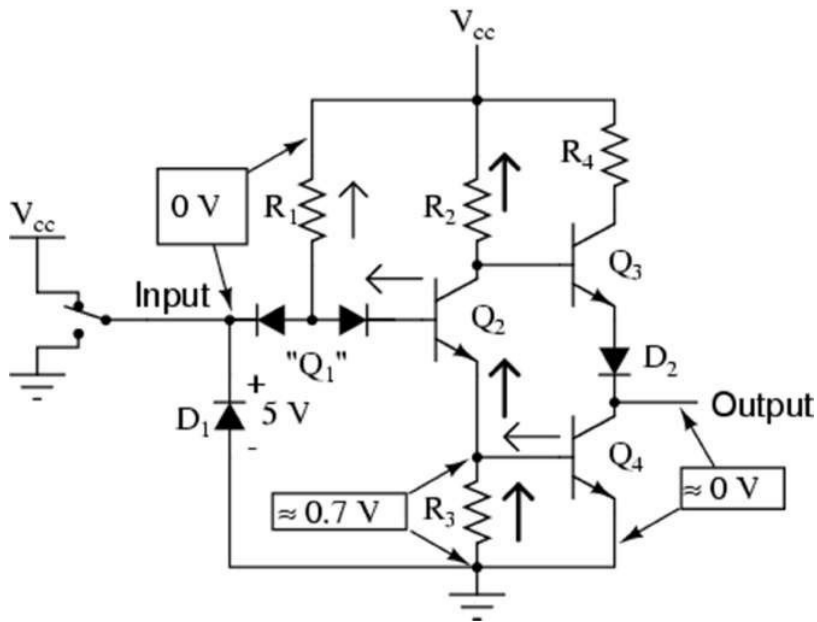 Vcc
R4
0 V
R1
R2
Vcc
Q3
Input
Q2
"Q1"
D2
+
D1
5 V
-
Output
Q4
≈ 0.7 V
R3
≈ 0 V